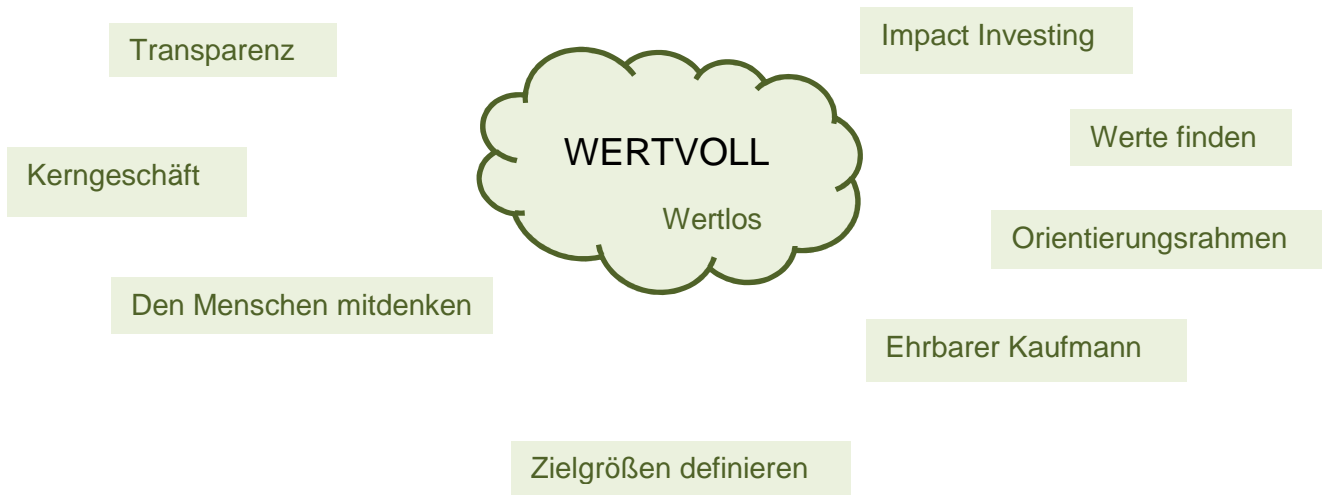 Transparenz
Impact Investing
WERTVOLL
Werte finden
Kerngeschäft
Wertlos
Orientierungsrahmen
Den Menschen mitdenken
Ehrbarer Kaufmann
Zielgrößen definieren